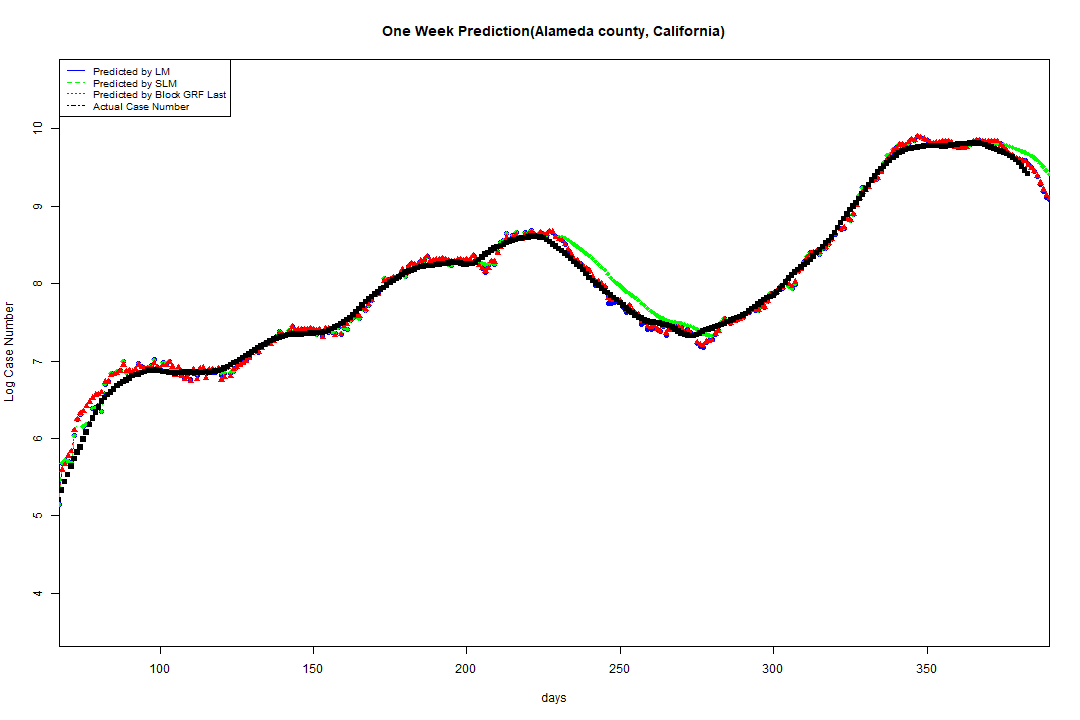 One Week Prediction(Alameda county, California)
Predicted by LM
Predicted by SLM
Predicted by Block GRF Last
Actual Case Number
10
9
8
7
6
5
4
Log Case Number
100 150 200 250 300 350
days